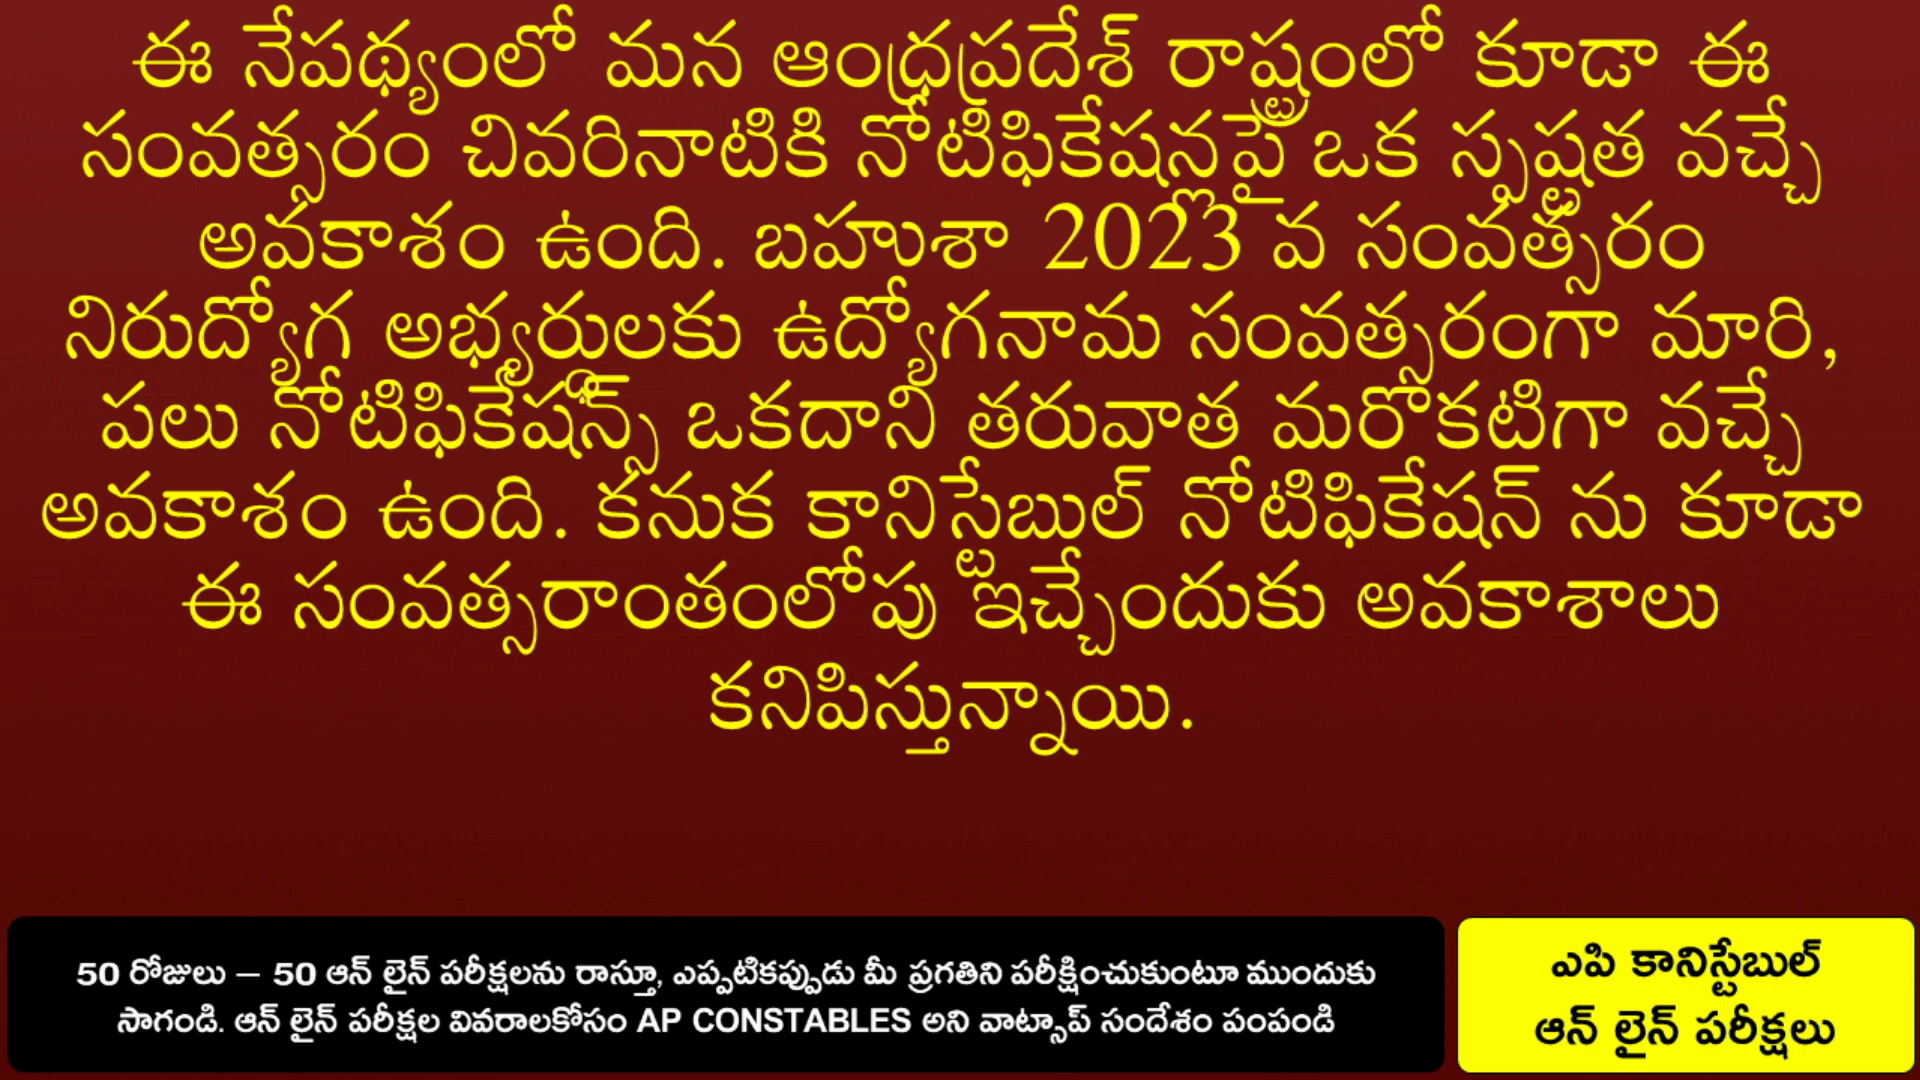 ఈ నేపథ్యంలో మన ఆంధ్రప్రదేశ్ రాష్ట్రంలో కూడా ఈ
సంవత్సరం చివరినాటికి నోటిఫికేషన్లపై ఒక స్పష్టత వచ్చే
అవకాశం ఉంది. బహుశా 2023 వ సంవత్సరం
నిరుద్యోగ అభ్యర్థులకు ఉద్యోగనామ సంవత్సరంగా మారి,
పలు నోటిఫికేషన్స్ ఒకదాని తరువాత మరొకటిగా వచ్చే
అవకాశం ఉంది. కనుక కానిస్టేబుల్ నోటిఫికేషన్ ను కూడా
ఈ సంవత్సరాంతంలోపు ఇచ్చేందుకు అవకాశాలు
కనిపిస్తున్నాయి.
50 రోజులు – 50 ఆన్ లైన్ పరీక్షలను రాస్తూ, ఎప్పటికప్పుడు మీ ప్రగతిని పరీక్షించుకుంటూ ముందుకు
సాగండి. ఆన్ లైన్ పరీక్షల వివరాలకోసం AP CONSTABLES అని వాట్సాప్ సందేశం పంపండి
ఎపి కానిస్టేబుల్
ఆన్ లైన్ పరీక్షలు